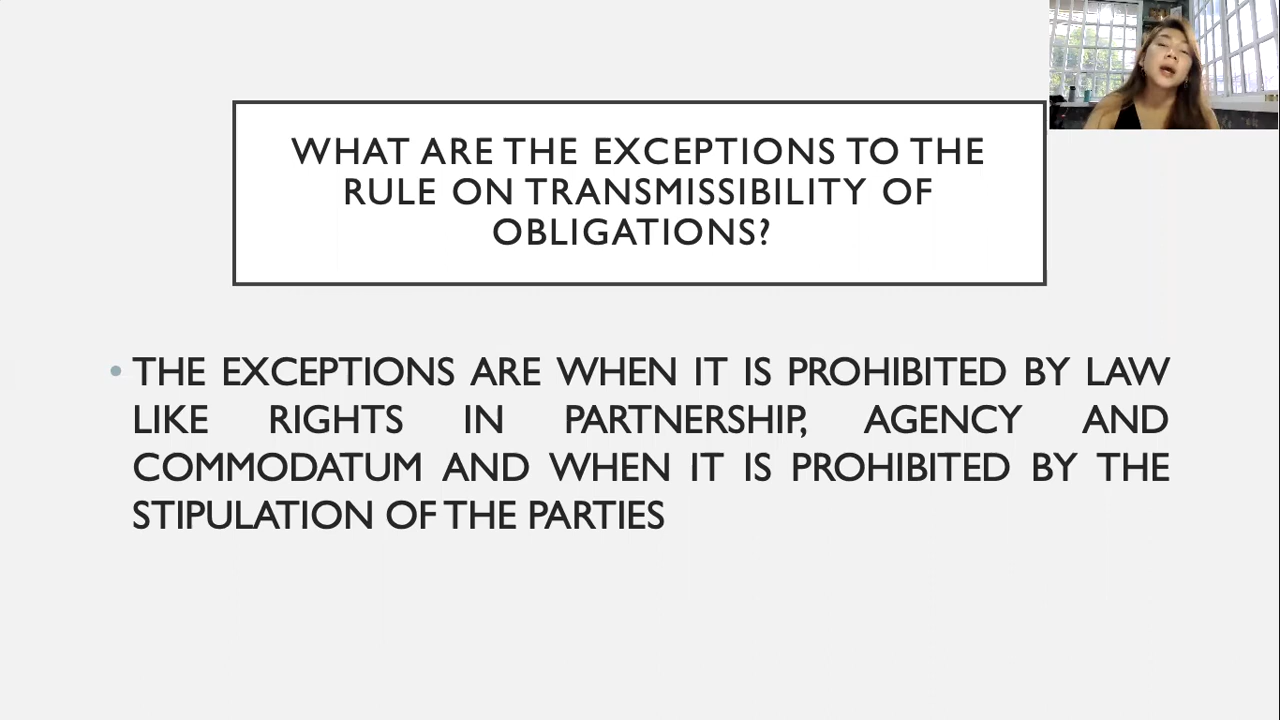 WHAT ARE THE EXCEPTIONS TO THE
RULE ON TRANSMISSIBILITY OF
OBLIGATIONS?
• THE EXCEPTIONS ARE WHEN IT IS PROHIBITED BY LAW
LIKE RIGHTS IN PARTNERSHIP, AGENCY AND
COMMODATUM AND WHEN IT IS PROHIBITED BY THE
STIPULATION OF THE PARTIES